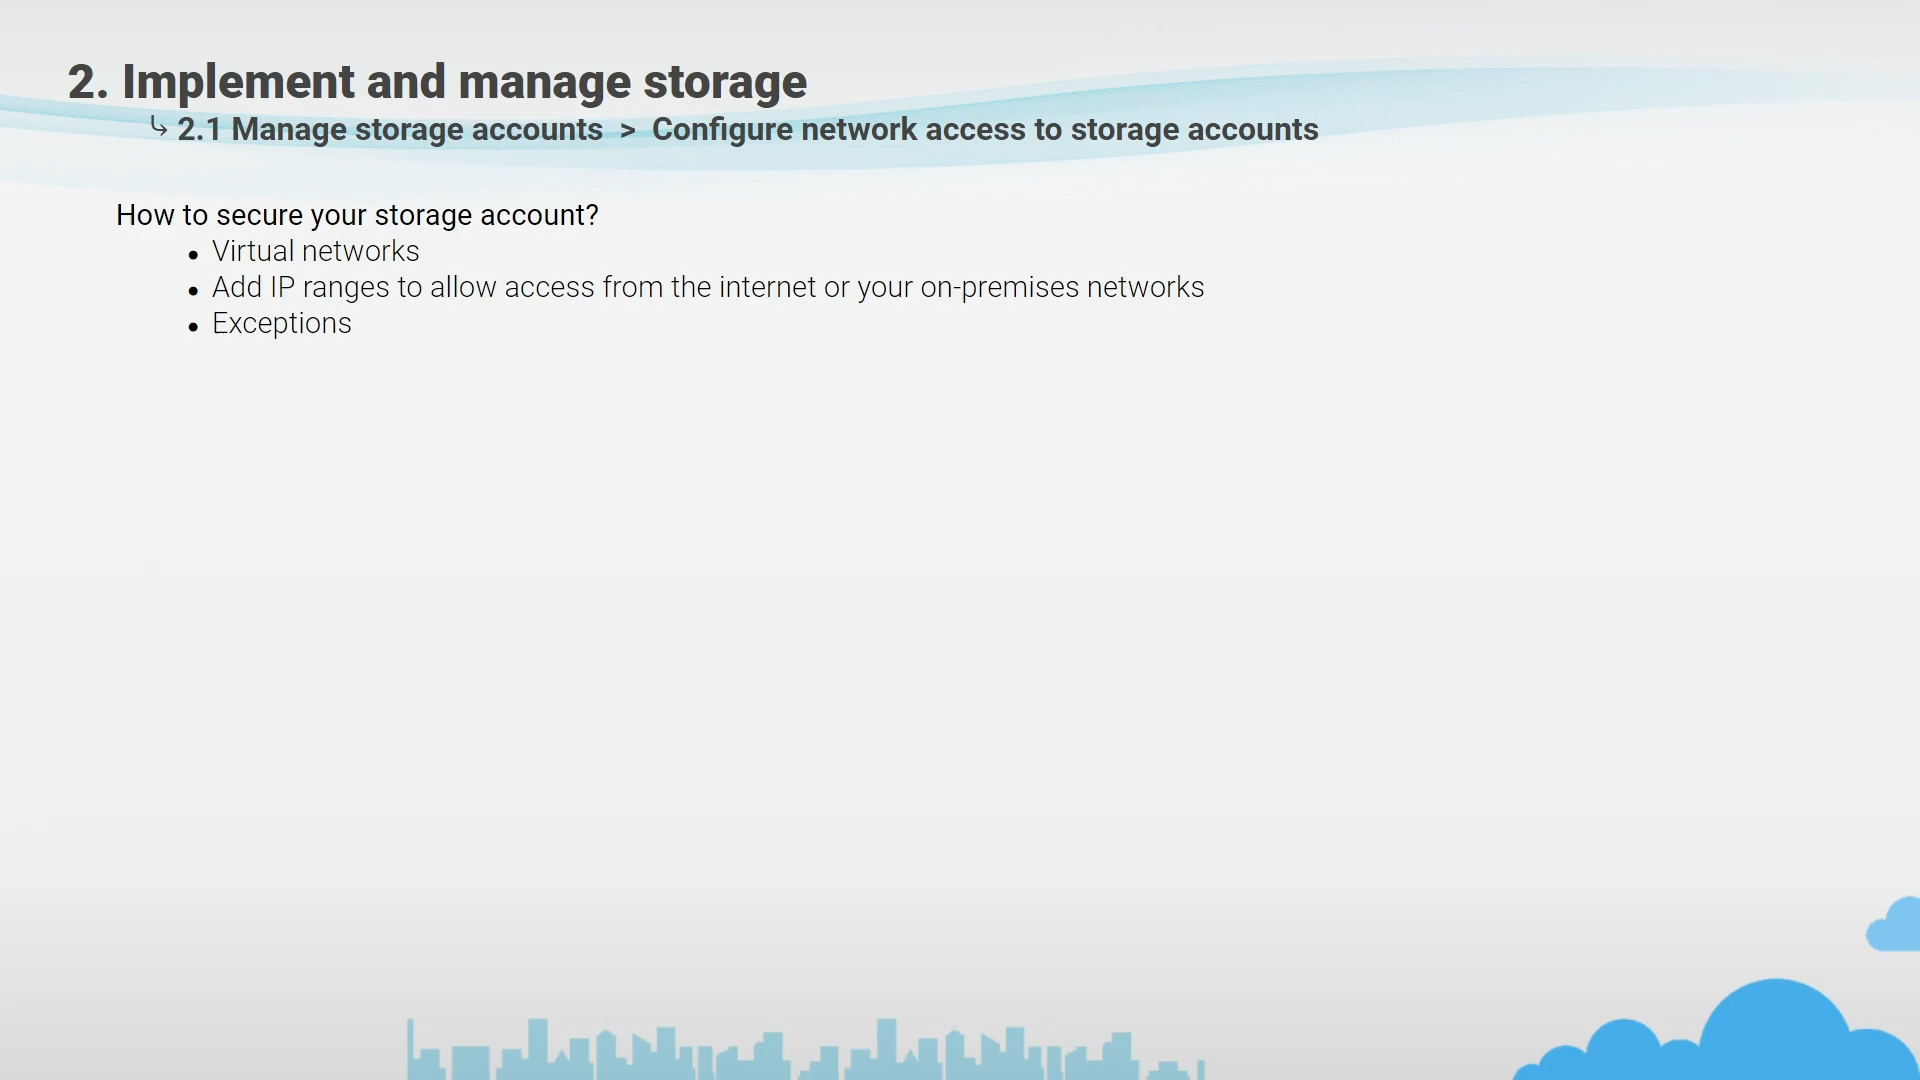 2. Implement and manage storage
↳ 2.1 Manage storage accounts > Configure network access to storage accounts
How to secure your storage account?
• Virtual networks
• Add IP ranges to allow access from the internet or your on-premises networks
• Exceptions